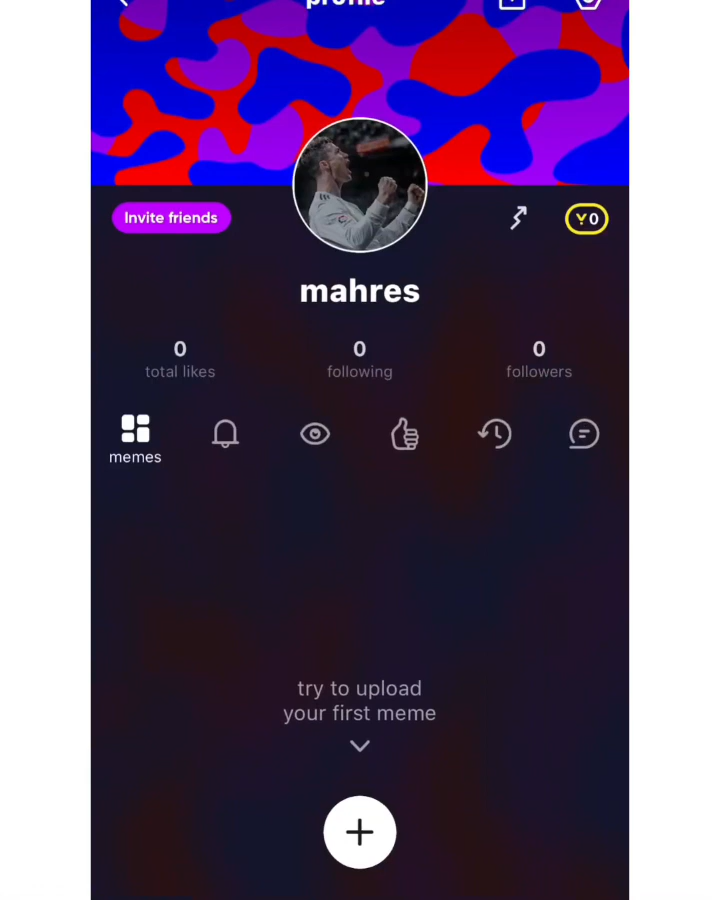 profile
Invite friends
0
mahres
0
0
0
total likes
following
followers
memes
try to upload
your first meme